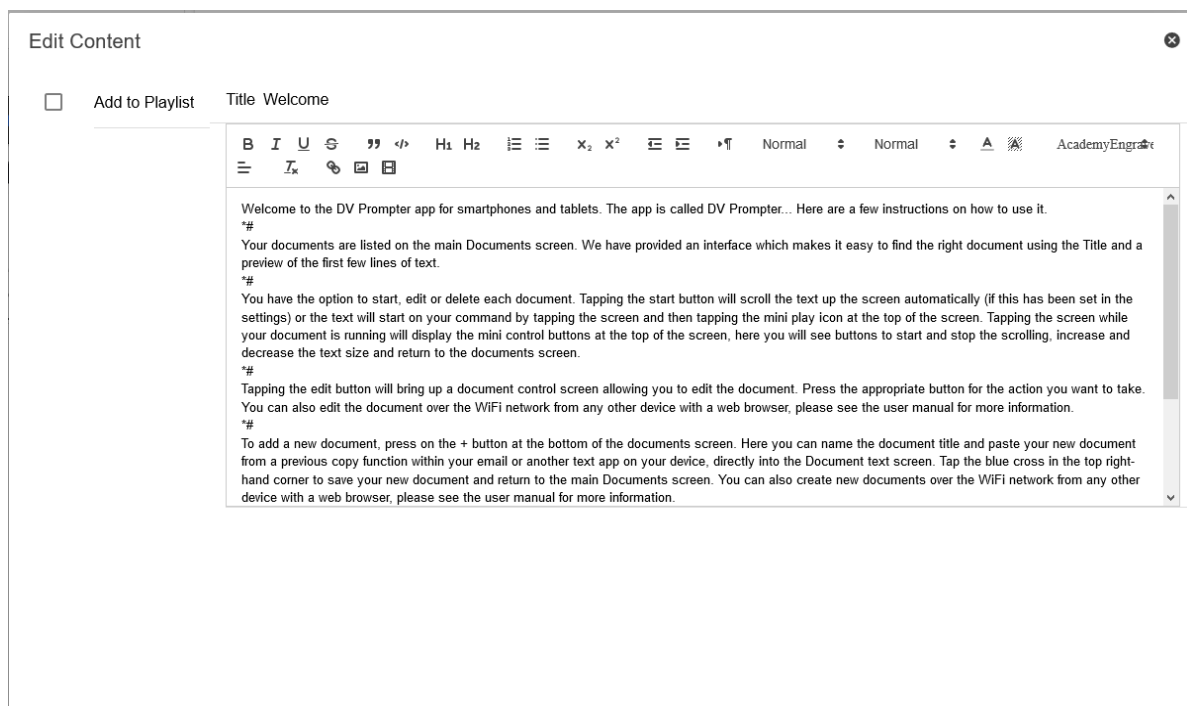 Edit Content
Add to Playlist
Title Welcome
B I U S ” </> H1 H2 X2 X2 Normal Normal A A AcademyEngrave
Tx
Welcome to the DV Prompter app for smartphones and tablets. The app is called DV Prompter... Here are a few instructions on how to use it.
*#
Your documents are listed on the main Documents screen. We have provided an interface which makes it easy to find the right document using the Title and a
preview of the first few lines of text.
*#
You have the option to start, edit or delete each document. Tapping the start button will scroll the text up the screen automatically (if this has been set in the
settings) or the text will start on your command by tapping the screen and then tapping the mini play icon at the top of the screen. Tapping the screen while
your document is running will display the mini control buttons at the top of the screen, here you will see buttons to start and stop the scrolling, increase and
decrease the text size and return to the documents screen.
*#
Tapping the edit button will bring up a document control screen allowing you to edit the document. Press the appropriate button for the action you want to take.
You can also edit the document over the WiFi network from any other device with a web browser, please see the user manual for more information.
*#
To add a new document, press on the + button at the bottom of the documents screen. Here you can name the document title and paste your new document
from a previous copy function within your email or another text app on your device, directly into the Document text screen. Tap the blue cross in the top right-
hand corner to save your new document and return to the main Documents screen. You can also create new documents over the WiFi network from any other
device with a web browser, please see the user manual for more information.